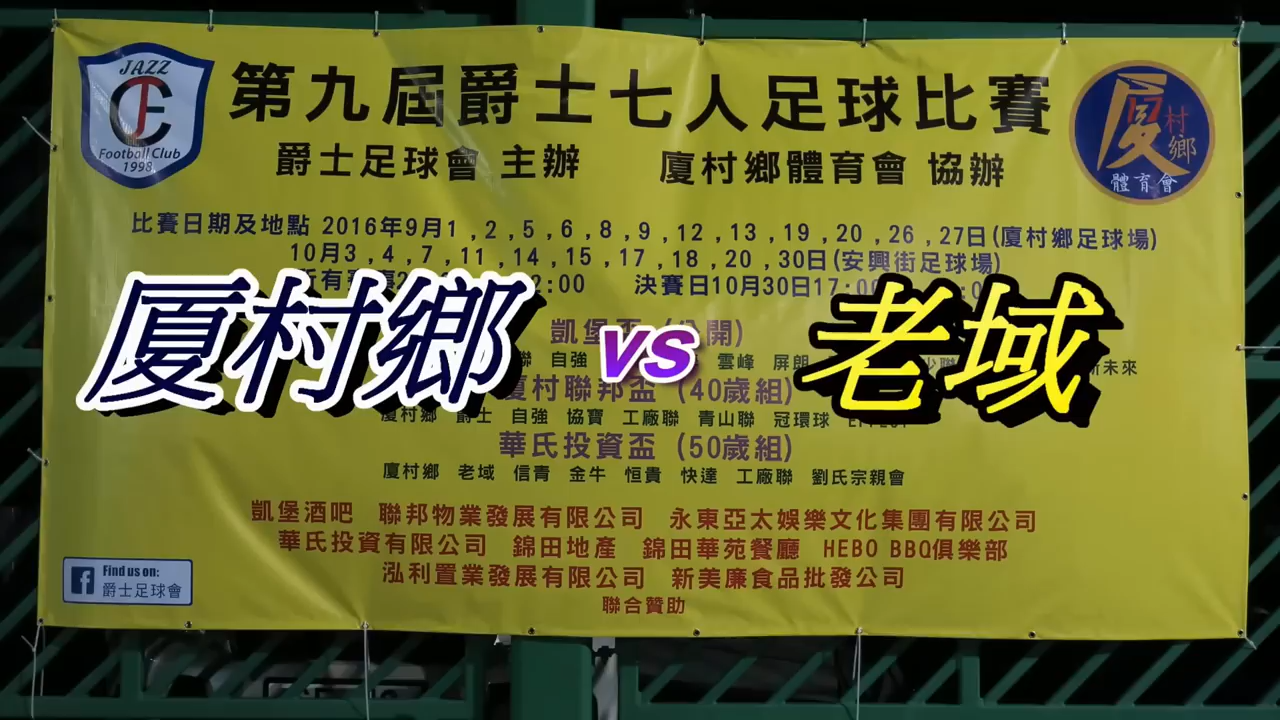 JAZZ
Football Club
1998
第九屆爵士七人足球比賽
爵士足球會 主辦 廈村鄉體育會 協辦
廈村鄉
體育會
比賽日期及地點 2016年9月1 , 2 , 5 , 6 , 8 , 9 , 12 , 13 , 19 , 20 , 26 , 27日(廈村鄉足球場)
10月3 , 4 , 7 , 11 , 14 , 15 , 17 , 18 , 20 , 30日(安興街足球場)
決賽日10月30日17:00
廈村鄉 vs 老域
凱堡盃
自強 雲峰 屏朗
廈村聯邦盃 (40歲組)
廈村鄉 爵士 自強 協寶 工廠聯 青山聯 冠環球
華氏投資盃 (50歲組)
廈村鄉 老域 信青 金牛 恒貴 快達 工廠聯 劉氏宗親會
凱堡酒吧 聯邦物業發展有限公司 永東亞太娛樂文化集團有限公司
華氏投資有限公司 錦田地產 錦田華苑餐廳 HEBO BBQ俱樂部
泓利置業發展有限公司 新美廉食品批發公司
聯合贊助
Find us on:
爵士足球會